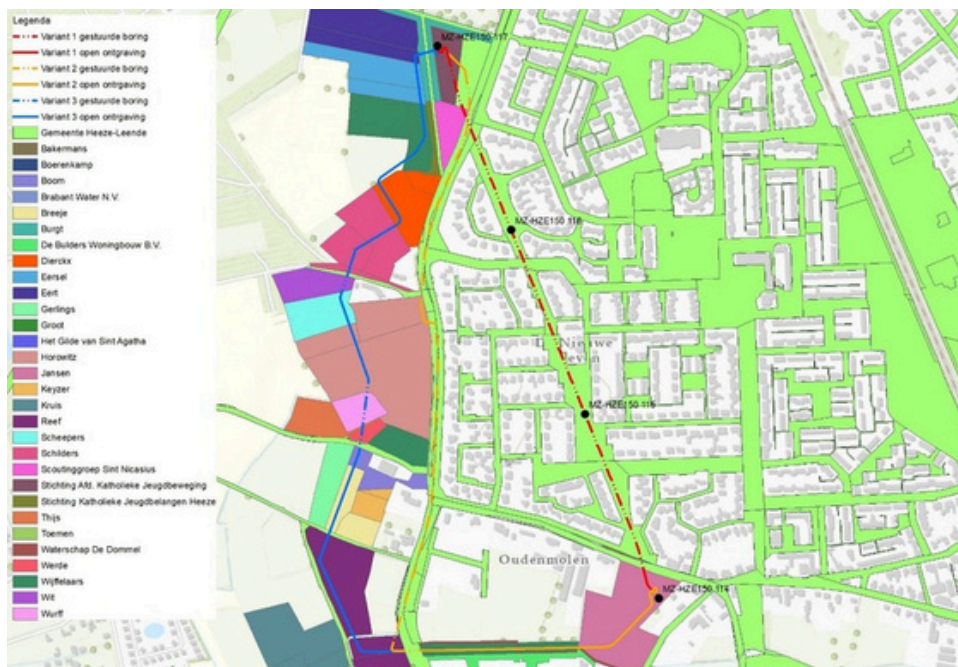 Legenda
Variant 1 gestuurde boring
Variant 1 open ontgraving
Variant 2 gestuurde boring
Variant 2 open ontgraving
Variant 3 gestuurde boring
Variant 3 open ontgraving
Gemeente Heeze-Leende
Bakermans
Boerenkamp
Boom
Brabant Water N.V.
Breeje
Burgt
De Bulders Woningbouw B.V.
Dierckx
Eersel
Eert
Gerlings
Groot
Het Gilde van Sint Agatha
Horowitz
Jansen
Keyzer
Kruis
Reef
Scheepers
Schilders
Scoutinggroep Sint Nicasius
Stichting Afd. Katholieke Jeugdbeweging
Stichting Katholieke Jeugdbelangen Heeze
Thijs
Toemen
Waterschap De Dommel
Werde
Wijffelaars
Wit
Wurff
MZ-HZE150-117
MZ-HZE150-116
Nieuwe
MZ-HZE150-115
Oudenmolen
MZ-HZE150-114